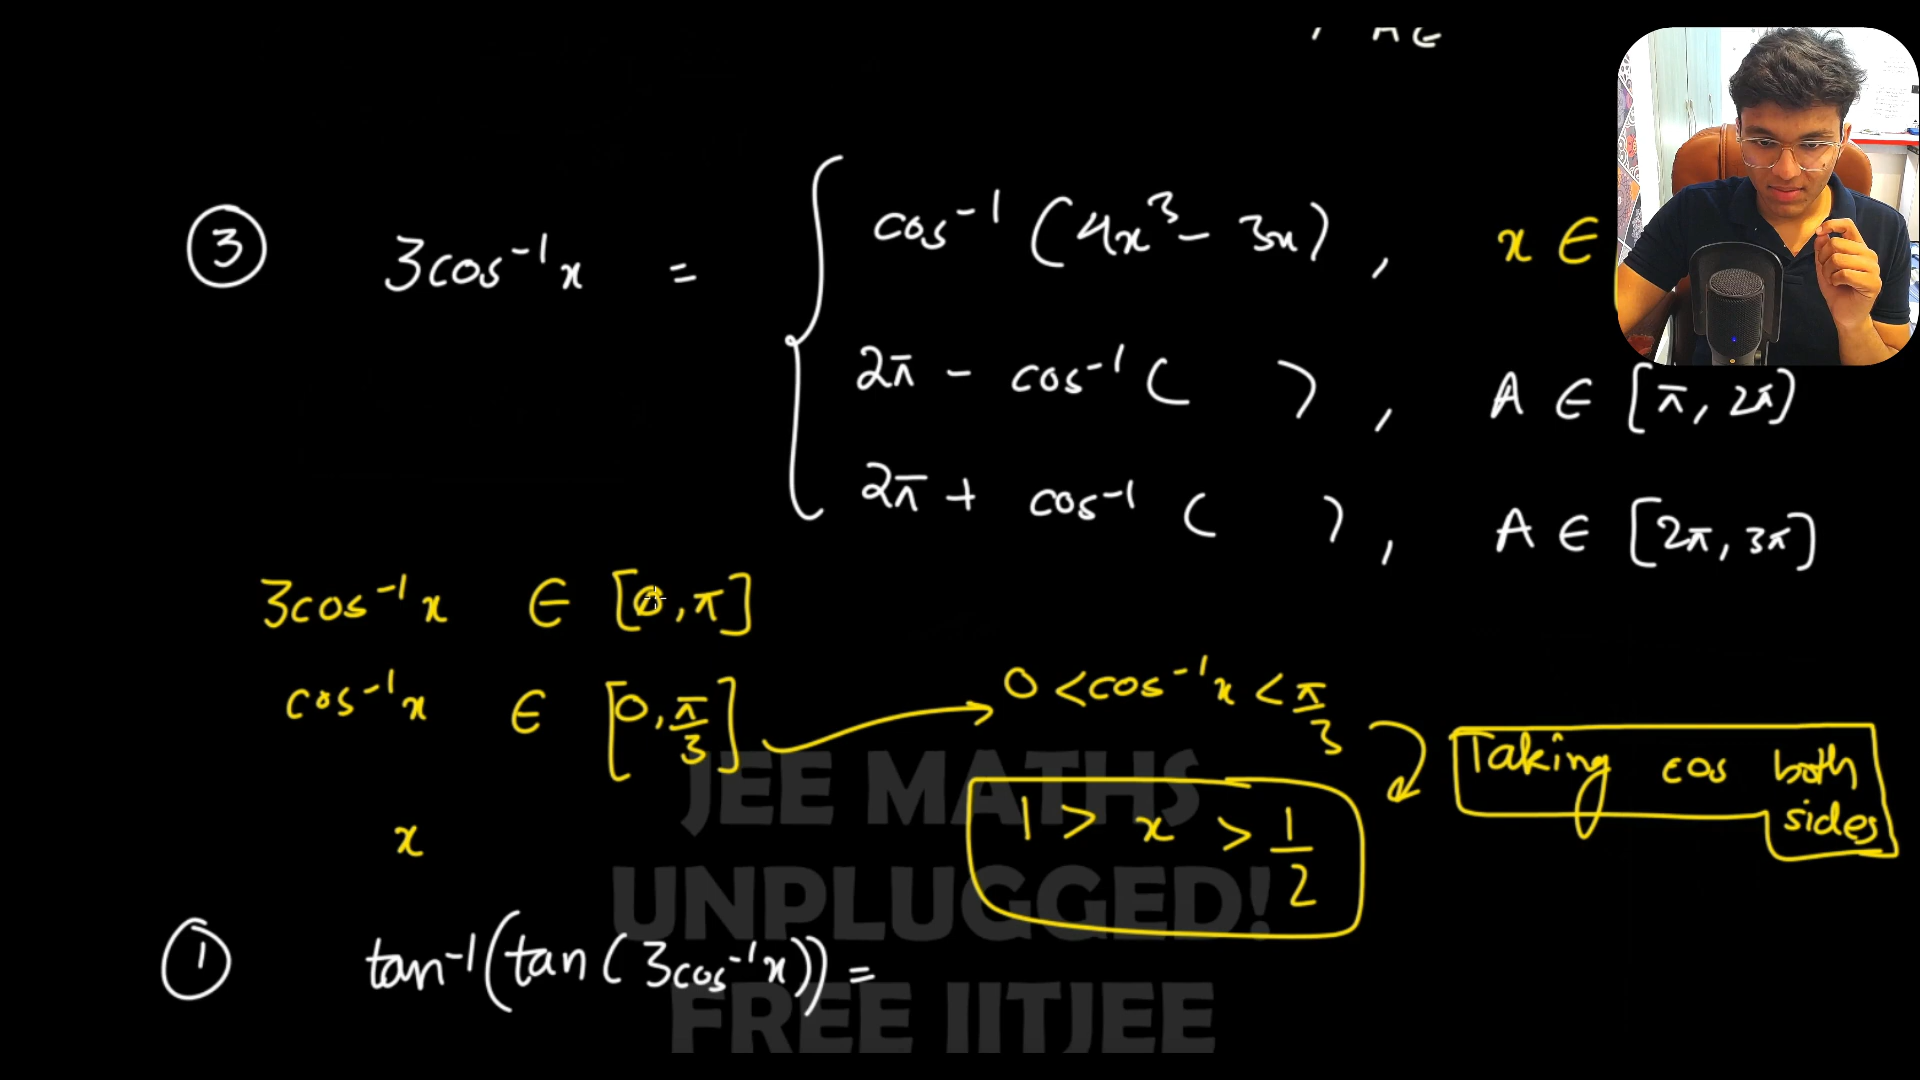 , A ∈
③ 3cos⁻¹x = { cos⁻¹ (4x³ - 3x) , x ∈ [
2π - cos⁻¹ ( ) , A ∈ [π, 2π]
2π + cos⁻¹ ( ) , A ∈ [2π, 3π]
3cos⁻¹x ∈ [0, π]
cos⁻¹x ∈ [0, π/3]
0 < cos⁻¹x < π/3
Taking cos both
sides
1 > x > 1/2
x
① tan⁻¹(tan(3cos⁻¹x)) =
JEE MATHS
UNPLUGGED!
FREE IITJEE